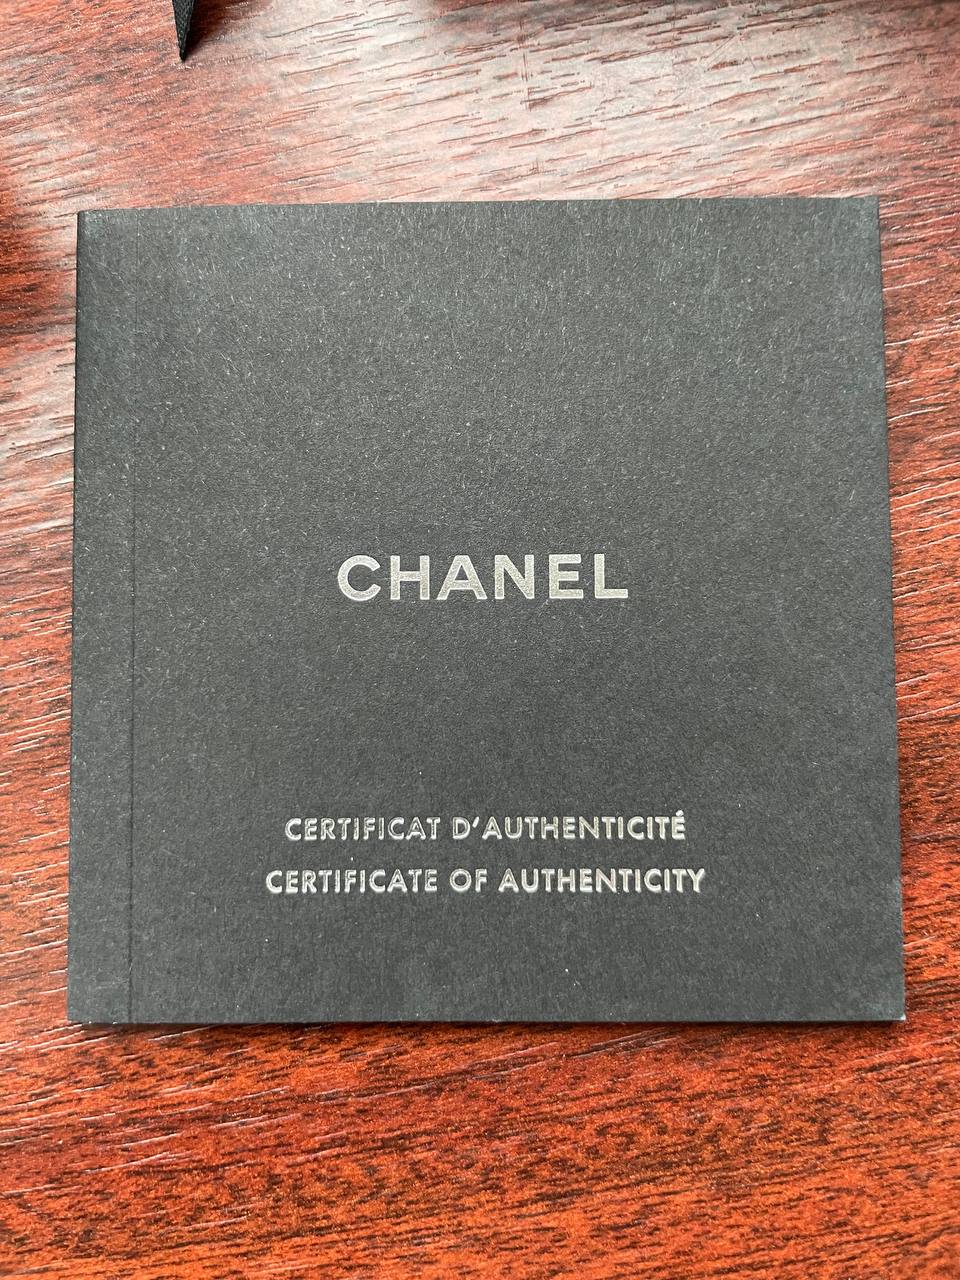 CHANEL
CERTIFICAT D'AUTHENTICITÉ
CERTIFICATE OF AUTHENTICITY